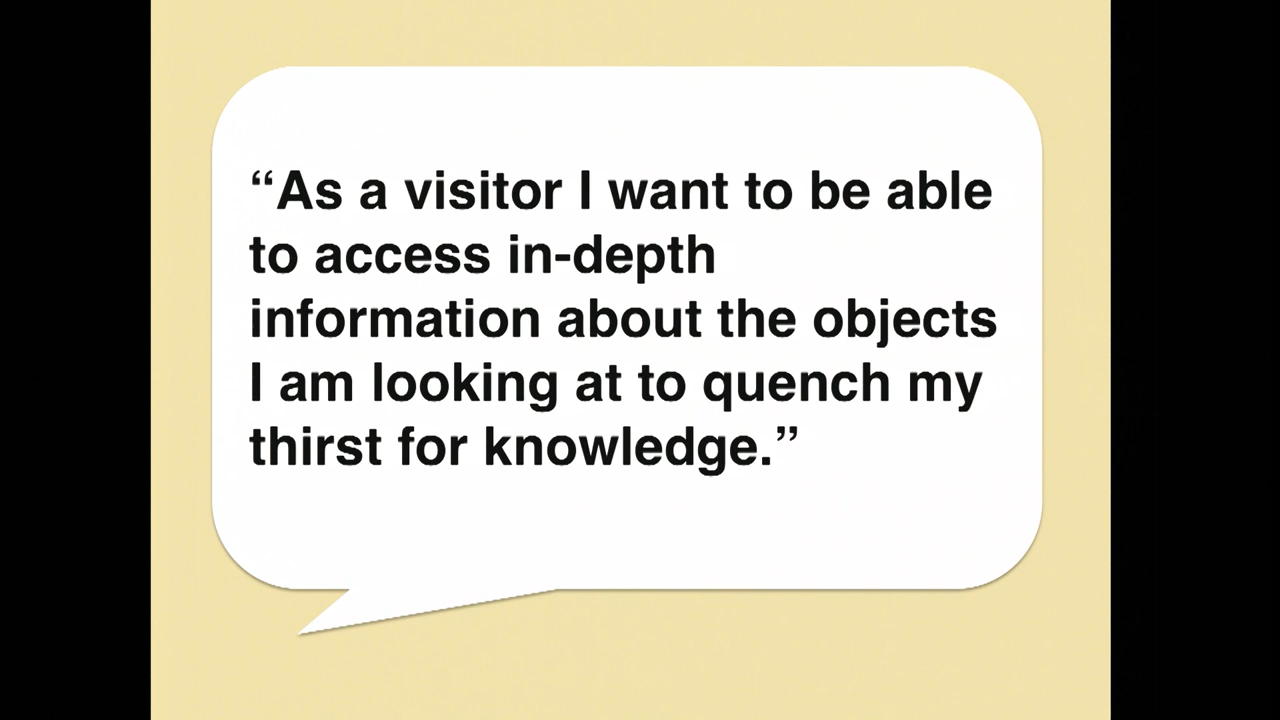 “As a visitor I want to be able
to access in-depth
information about the objects
I am looking at to quench my
thirst for knowledge.”